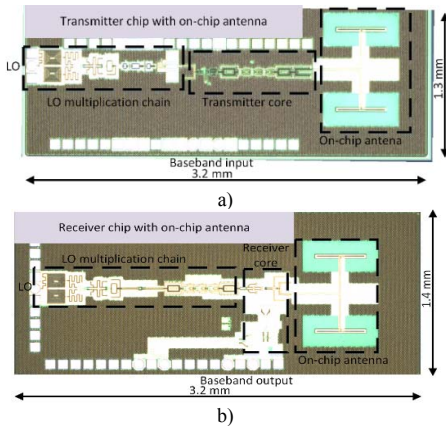 Transmitter chip with on-chip antenna
LO
LO multiplication chain
Transmitter core
On-chip antena
1.3 mm
Baseband input
3.2 mm
a)
Receiver chip with on-chip antenna
LO multiplication chain
Receiver
core
LO
On-chip antenna
1.4 mm
Baseband output
3.2 mm
b)